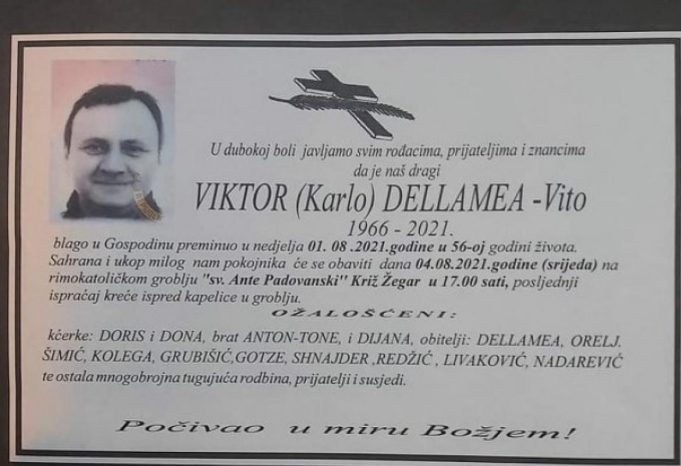 U dubokoj boli javljamo svim rođacima, prijateljima i znancima
da je naš dragi
VIKTOR (Karlo) DELLAMEA -Vito
1966 - 2021.
blago u Gospodinu preminuo u nedjelja 01. 08 .2021.godine u 56-oj godini života.
Sahrana i ukop milog nam pokojnika će se obaviti dana 04.08.2021.godine (srijeda) na
rimokatoličkom groblju "sv. Ante Padovanski" Križ Žegar u 17.00 sati, posljednji
ispraćaj kreće ispred kapelice u groblju.
OŽALOŠĆENI:
kćerke: DORIS i DONA, brat ANTON-TONE, i DIJANA, obitelji: DELLAMEA, ORELJ.
ŠIMIĆ, KOLEGA, GRUBIŠIĆ,GOTZE, SHNAJDER ,REDŽIĆ , LIVAKOVIĆ, NADAREVIĆ
te ostala mnogobrojna tugujuća rodbina, prijatelji i susjedi.
Počivao u miru Božjem!